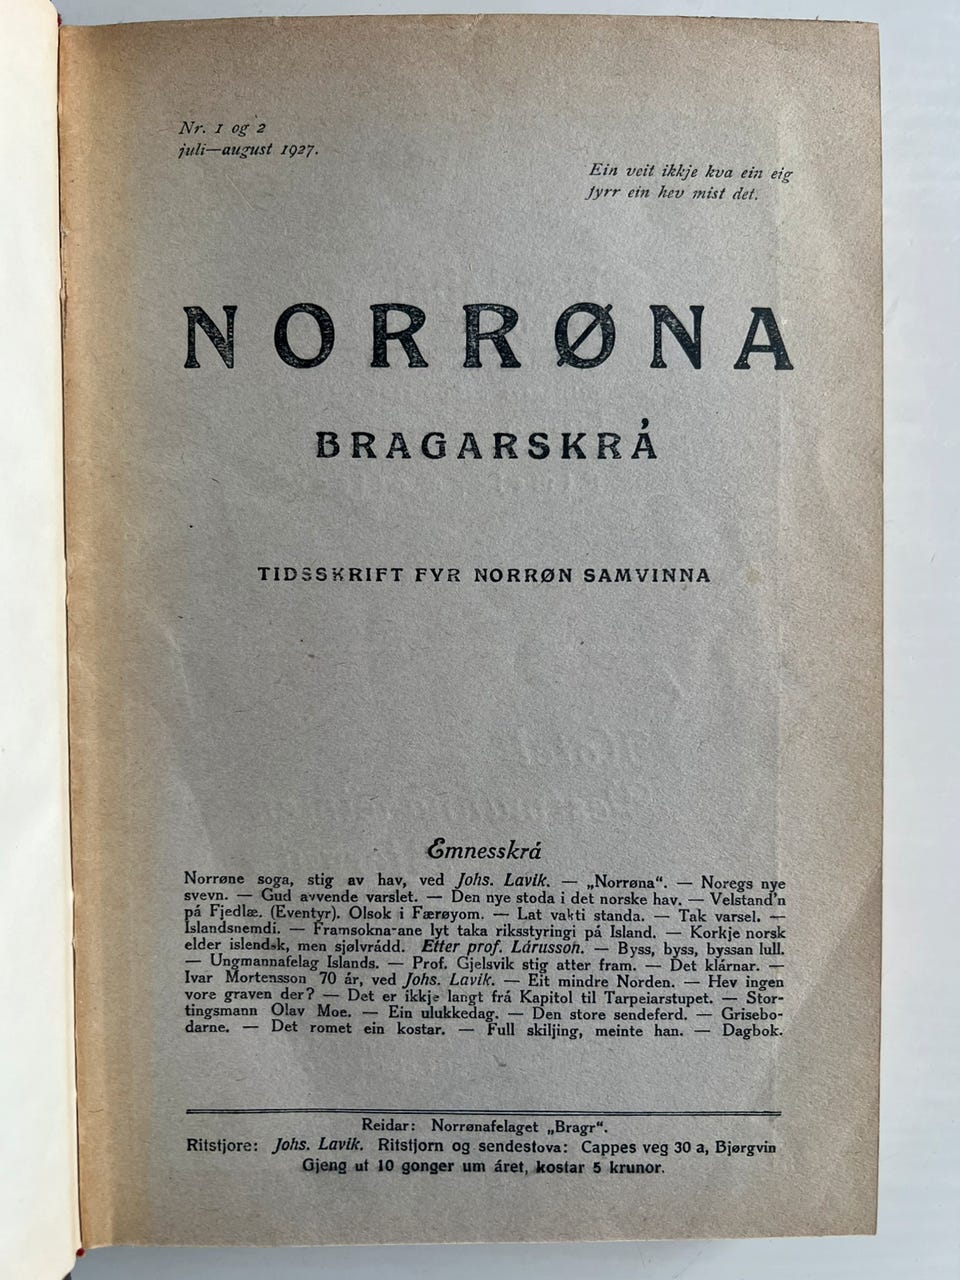 Nr. 1 og 2
juli—august 1927.
Ein veit ikkje kva ein eig
fyrr ein hev mist det.
NORRØNA
BRAGARSKRÅ
TIDSSKRIFT FYR NORRØN SAMVINNA
Emnesskrá
Norrøne soga, stig av hav, ved Johs. Lavik. — „Norrøna“. — Noregs nye
svevn. — Gud avvende varslet. — Den nye stoda i det norske hav. — Velstand'n
på Fjedlæ. (Eventyr). Olsok i Færøyom. — Lat vakti standa. — Tak varsel. —
Islandsnemdi. — Framsokna-ane lyt taka riksstyringi på Island. — Korkje norsk
elder islendsk, men sjølvrådd. Etter prof. Lárussoh. — Byss, byss, byssan lull.
— Ungmannafelag Islands. — Prof. Gjelsvik stig atter fram. — Det klárnar. —
Ivar Mortensson 70 år, ved Johs. Lavik. — Eit mindre Norden. — Hev ingen
vore graven der? — Det er ikkje langt frá Kapitol til Tarpeiarstupet. — Stor-
tingsmann Olav Moe. — Ein ulukkedag. — Den store sendeferd. — Grisebo-
darne. — Det romet ein kostar. — Full skiljing, meinte han. — Dagbok.
Reidar: Norrønafelaget „Bragr“.
Ritstjore: Johs. Lavik. Ritstjorn og sendestova: Cappes veg 30 a, Bjørgvin
Gjeng ut 10 gonger um året, kostar 5 krunor.